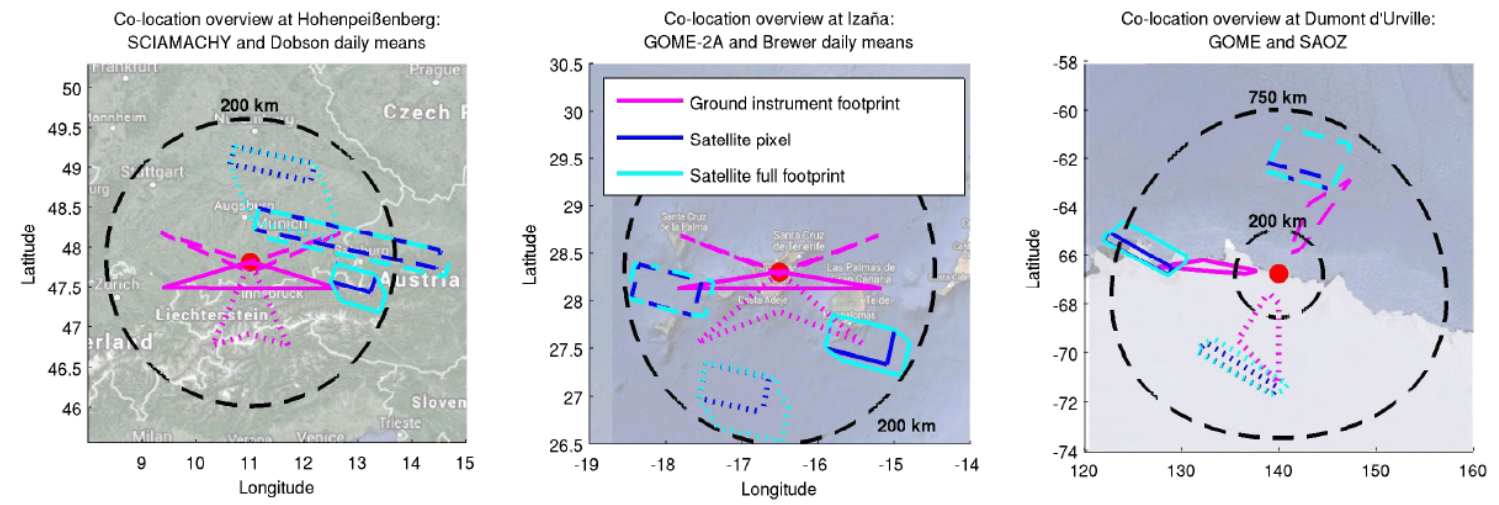 Co-location overview at Hohenpeißenberg:
SCIAMACHY and Dobson daily means
Co-location overview at Izaña:
GOME-2A and Brewer daily means
Co-location overview at Dumont d'Urville:
GOME and SAOZ
Latitude
50
49.5
49
48.5
48
47.5
47
46.5
46
200 km
Frankfurt
Prague
Czech
Stuttgart
Augsburg
Munich
Austria
Zürich
Innsbruck
Liechtenstein
erland
Sloven
Milan
Verona
Venice
Trieste
9
10
11
12
13
14
15
Longitude
Latitude
30.5
30
29.5
29
28.5
28
27.5
27
26.5
Ground instrument footprint
Satellite pixel
Satellite full footprint
Santa Cruz
de la Palma
Santa Cruz
de Tenerife
Las Palmas de
Gran Canaria
Costa Adeje
Telde
200 km
-19
-18
-17
-16
-15
-14
Longitude
Latitude
-58
-60
-62
-64
-66
-68
-70
-72
-74
750 km
200 km
120
130
140
150
160
Longitude